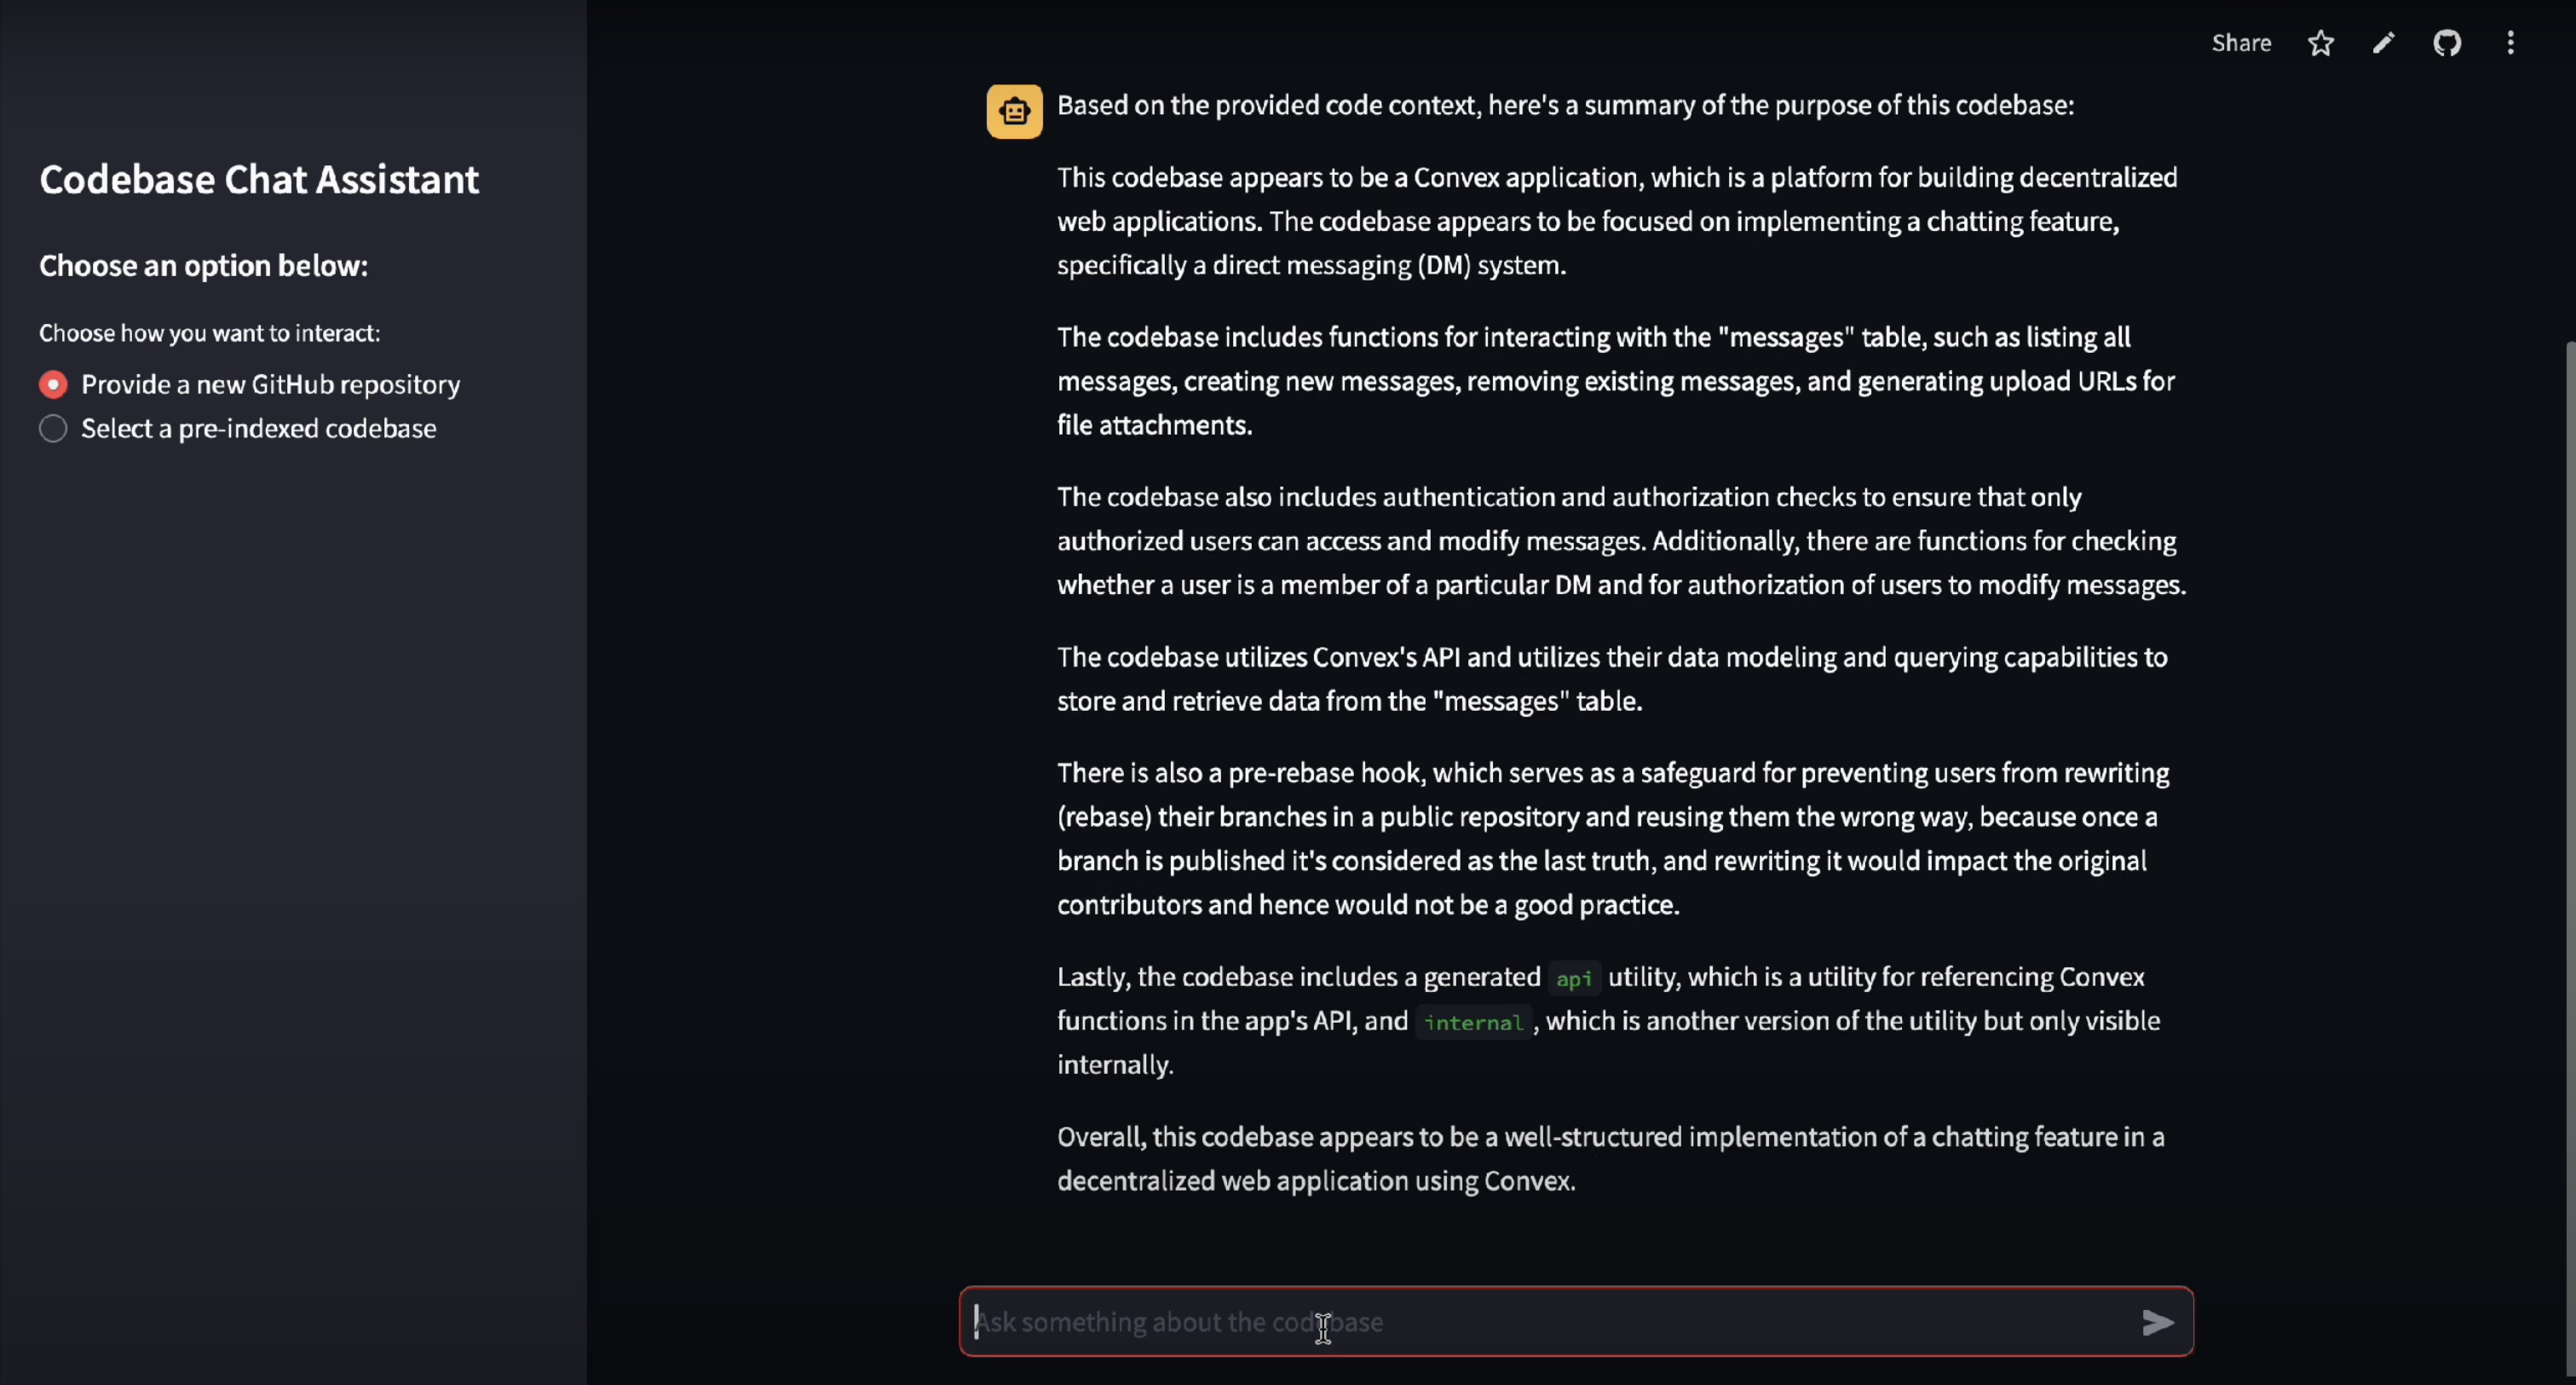 Share
Codebase Chat Assistant
Choose an option below:
Choose how you want to interact:
Provide a new GitHub repository
Select a pre-indexed codebase
Based on the provided code context, here's a summary of the purpose of this codebase:
This codebase appears to be a Convex application, which is a platform for building decentralized
web applications. The codebase appears to be focused on implementing a chatting feature,
specifically a direct messaging (DM) system.
The codebase includes functions for interacting with the "messages" table, such as listing all
messages, creating new messages, removing existing messages, and generating upload URLs for
file attachments.
The codebase also includes authentication and authorization checks to ensure that only
authorized users can access and modify messages. Additionally, there are functions for checking
whether a user is a member of a particular DM and for authorization of users to modify messages.
The codebase utilizes Convex's API and utilizes their data modeling and querying capabilities to
store and retrieve data from the "messages" table.
There is also a pre-rebase hook, which serves as a safeguard for preventing users from rewriting
(rebase) their branches in a public repository and reusing them the wrong way, because once a
branch is published it's considered as the last truth, and rewriting it would impact the original
contributors and hence would not be a good practice.
Lastly, the codebase includes a generated api utility, which is a utility for referencing Convex
functions in the app's API, and internal , which is another version of the utility but only visible
internally.
Overall, this codebase appears to be a well-structured implementation of a chatting feature in a
decentralized web application using Convex.
Ask something about the codebase